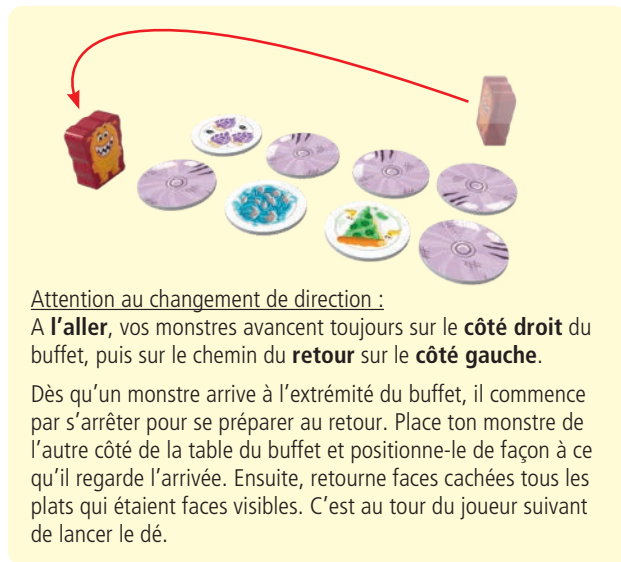 Attention au changement de direction :
A l'aller, vos monstres avancent toujours sur le côté droit du
buffet, puis sur le chemin du retour sur le côté gauche.
Dès qu'un monstre arrive à l'extrémité du buffet, il commence
par s'arrêter pour se préparer au retour. Place ton monstre de
l'autre côté de la table du buffet et positionne-le de façon à ce
qu'il regarde l'arrivée. Ensuite, retourne faces cachées tous les
plats qui étaient faces visibles. C'est au tour du joueur suivant
de lancer le dé.